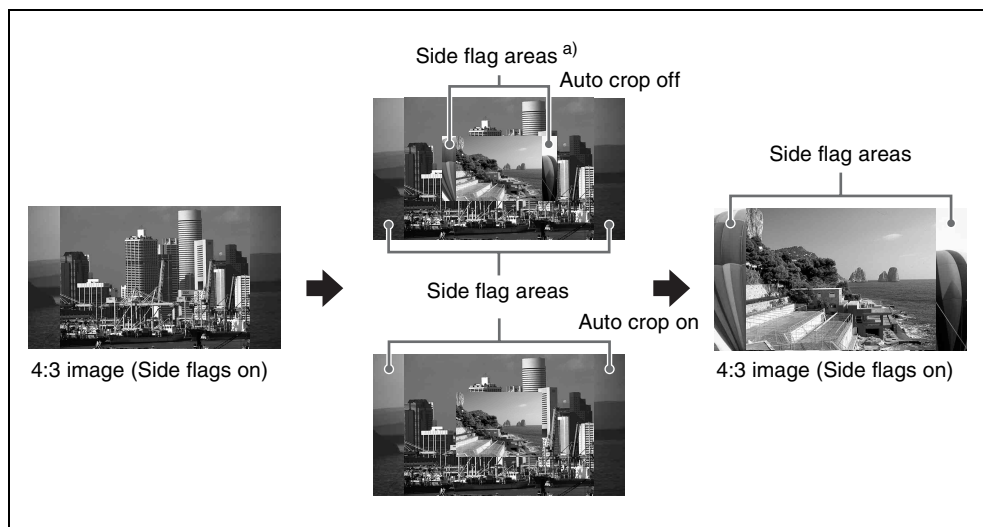 Side flag areas a)
Auto crop off
Side flag areas
Side flag areas
Auto crop on
4:3 image (Side flags on)
4:3 image (Side flags on)